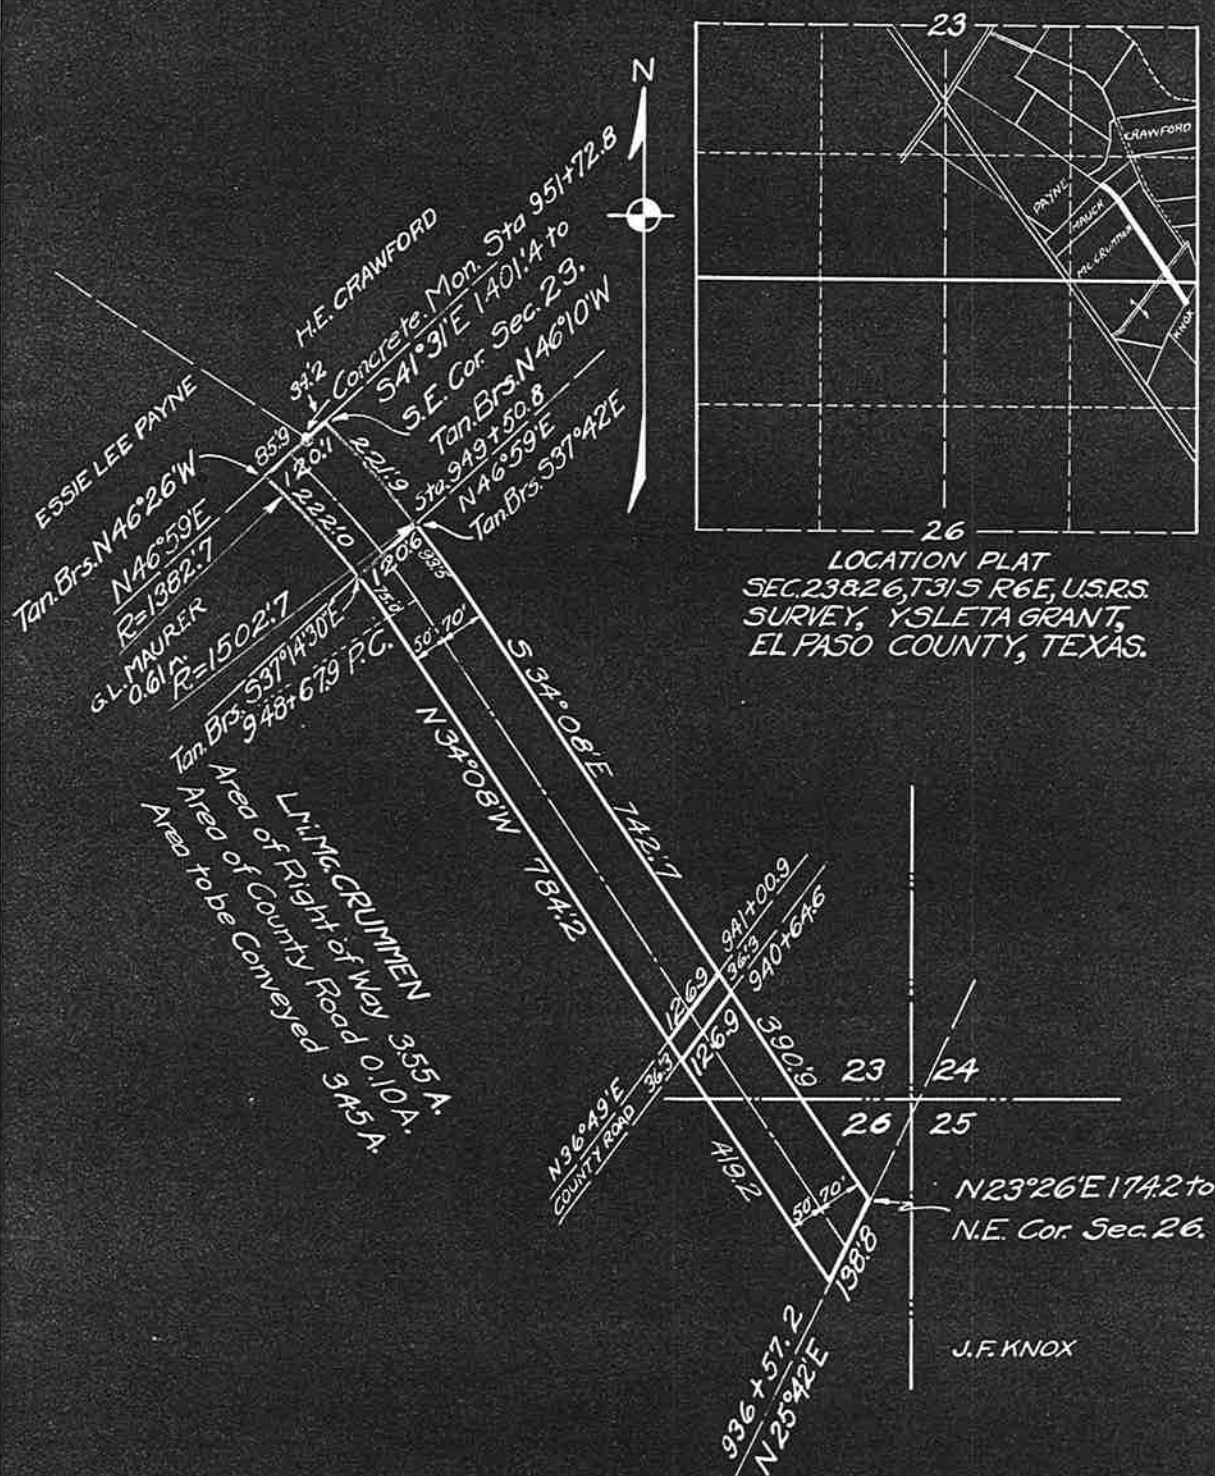 23
CRAWFORD
PAYNE
MAUCK
MC.CRUMMEN
KNOX
26
LOCATION PLAT
SEC.23&26,T31S R6E,U.S.R.S.
SURVEY, YSLETA GRANT,
EL PASO COUNTY, TEXAS.
N
H.E. CRAWFORD
Concrete Mon. Sta 951+72.8
S41°31'E 1401.'4 to
S.E. Cor. Sec. 23.
Tan.Brs.N46°10'W
34.'2
ESSIE LEE PAYNE
85.'9
120.'1
221.'9
Sta.949+50.8
N46°59'E
Tan.Brs.S37°42'E
Tan.Brs.N46°26'W
N46°59'E
R=1382.'7
222.'0
G.L. MAURER
0.61A.
R=1502.'7
120.6
93.'5
75.'0
Tan. Brs. S37°14'30"E
948+67.9 P.C.
50' 70'
S 34°08'E 742.'7
N34°08'W 784.'2
L.M.Mc.CRUMMEN
Area of Right of Way 3.55 A.
Area of County Road 0.10A.
Area to be Conveyed 3.45 A.
941+00.9
126.9
36.'3
940+64.6
126.9
N36°49'E
COUNTY ROAD
36.'3
390.'9
419.'2
23 24
26 25
50' 70'
N23°26'E 174.2 to
N.E. Cor. Sec. 26.
138.'8
936+57.2
N25°42'E
J.F. KNOX